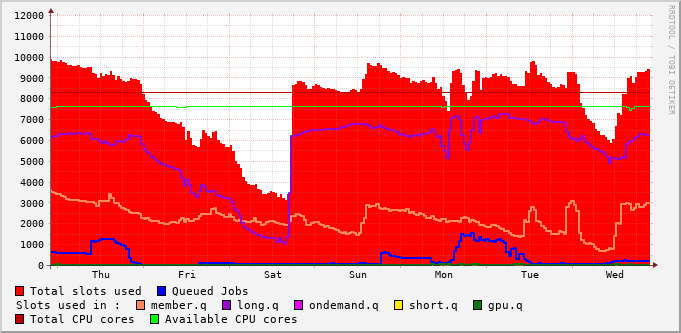 RRDTOOL / TOBI OETIKER
12000
11000
10000
9000
8000
7000
6000
5000
4000
3000
2000
1000
0
Thu Fri Sat Sun Mon Tue Wed
Total slots used Queued Jobs
Slots used in : member.q long.q ondemand.q short.q gpu.q
Total CPU cores Available CPU cores